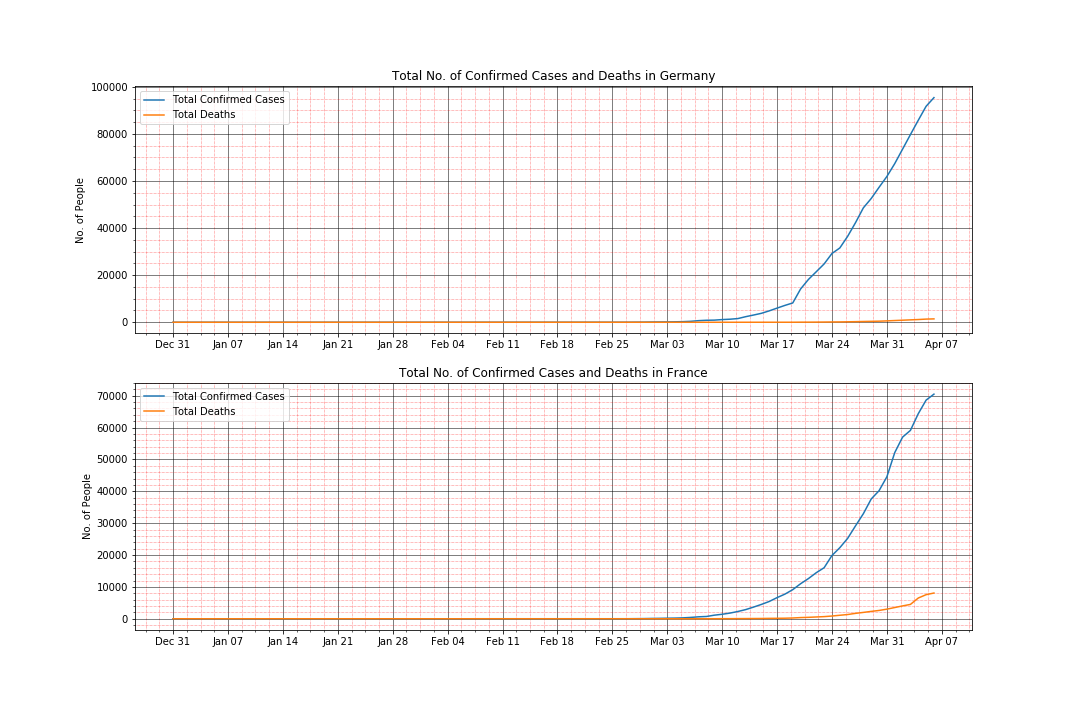 Total No. of Confirmed Cases and Deaths in Germany
100000
80000
60000
40000
20000
0
No. of People
Total Confirmed Cases
Total Deaths
Dec 31 Jan 07 Jan 14 Jan 21 Jan 28 Feb 04 Feb 11 Feb 18 Feb 25 Mar 03 Mar 10 Mar 17 Mar 24 Mar 31 Apr 07
Total No. of Confirmed Cases and Deaths in France
70000
60000
50000
40000
30000
20000
10000
0
No. of People
Total Confirmed Cases
Total Deaths
Dec 31 Jan 07 Jan 14 Jan 21 Jan 28 Feb 04 Feb 11 Feb 18 Feb 25 Mar 03 Mar 10 Mar 17 Mar 24 Mar 31 Apr 07